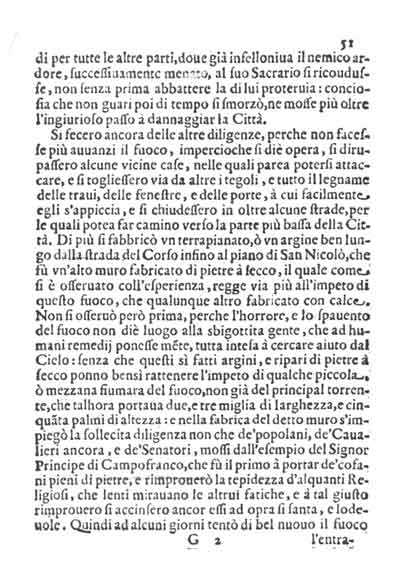 51
di per tutte le altre parti, doue già infelloniua il nemico ar-
dore, ſucceſſiuamente menato, al ſuo Sacrario ſi ricouduſ-
ſe, non ſenza prima abbattere la di lui proteruia: concio-
ſia che non guari poi di tempo ſi ſmorzò, ne moſſe più oltre
l'ingiurioſo paſſo à dannaggiar la Città.
Si fecero ancora delle altre diligenze, perche non faceſ-
ſe più auuanzi il fuoco, impercioche ſi diè opera, ſi diru-
paſſero alcune vicine caſe, nelle quali parea poterſi attac-
care, e ſi toglieſſero via da altre i tegoli, e tutto il legname
delle traui, delle feneſtre, e delle porte, à cui facilmente
egli s'appiccia, e ſi chiudeſſero in oltre alcune ſtrade, per
le quali potea far camino verſo la parte più baſſa della Cit-
tà. Di più ſi fabbricò vn terrapianato, ò vn argine ben lun-
go dalla ſtrada del Corſo inſino al piano di San Nicolò, che
fù vn'alto muro fabricato di pietre à ſecco, il quale come
ſi è oſſeruato coll'eſperienza, regge via più all'impeto di
queſto fuoco, che qualunque altro fabricato con calce.
Non ſi oſſeruò però prima, perche l'horrore, e lo ſpauento
del fuoco non diè luogo alla sbigottita gente, che ad hu-
mani remedij poneſſe mẽte, tutta inteſa à cercare aiuto dal
Cielo: ſenza che queſti sì fatti argini, e ripari di pietre à
ſecco ponno bensì rattenere l'impeto di qualche piccola,
ò mezzana fiumara del fuoco, non già del principal torren-
te, che talhora portaua due, e tre miglia di larghezza, e cin-
quãta palmi di altezza: e nella fabrica del detto muro s'im-
piegò la ſollecita diligenza non che de'popolani, de'Caua-
lieri ancora, e de'Senatori, moſſi dall'eſempio del Signor
Principe di Campofranco, che fù il primo à portar de'cofa-
ni pieni di pietre, e rimprouerò la tepidezza d'alquanti Re-
ligioſi, che lenti mirauano le altrui fatiche, e à tal giuſto
rimprouero ſi accinſero ancor eſſi ad opra sì ſanta, e lode-
uole. Quindi ad alcuni giorni tentò di bel nuouo il fuoco
G 2 l'entra-